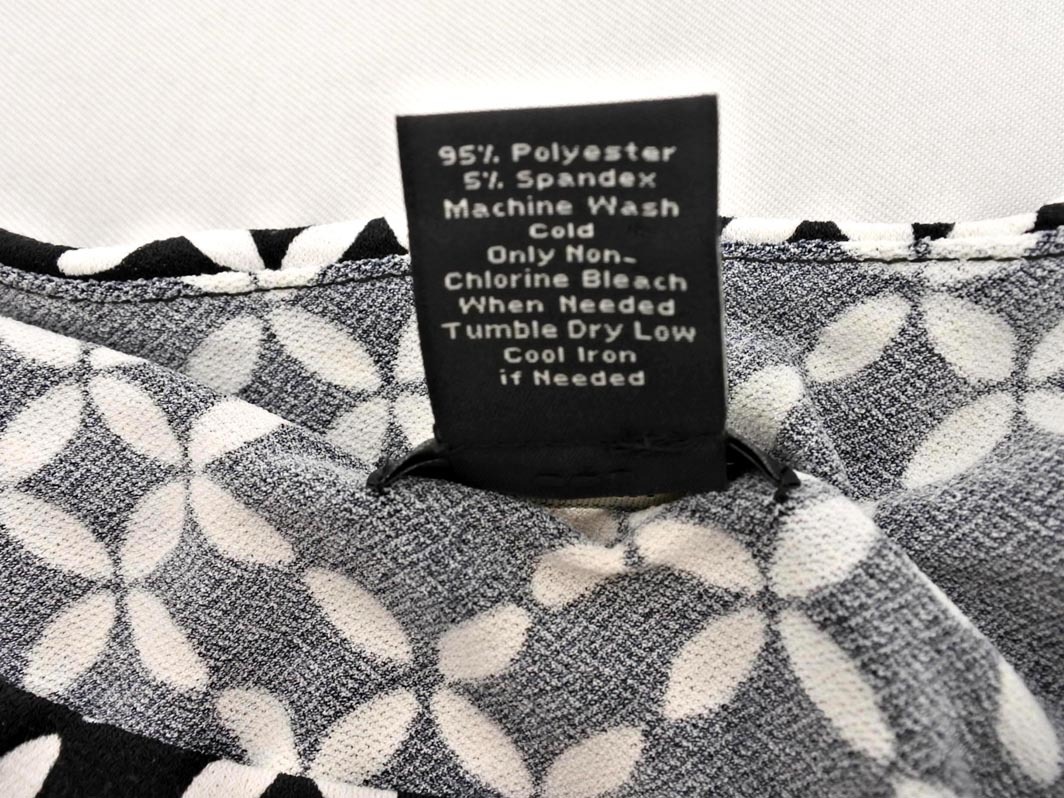 95% Polyester
5% Spandex
Machine Wash
Cold
Only Non-
Chlorine Bleach
When Needed
Tumble Dry Low
Cool Iron
if Needed